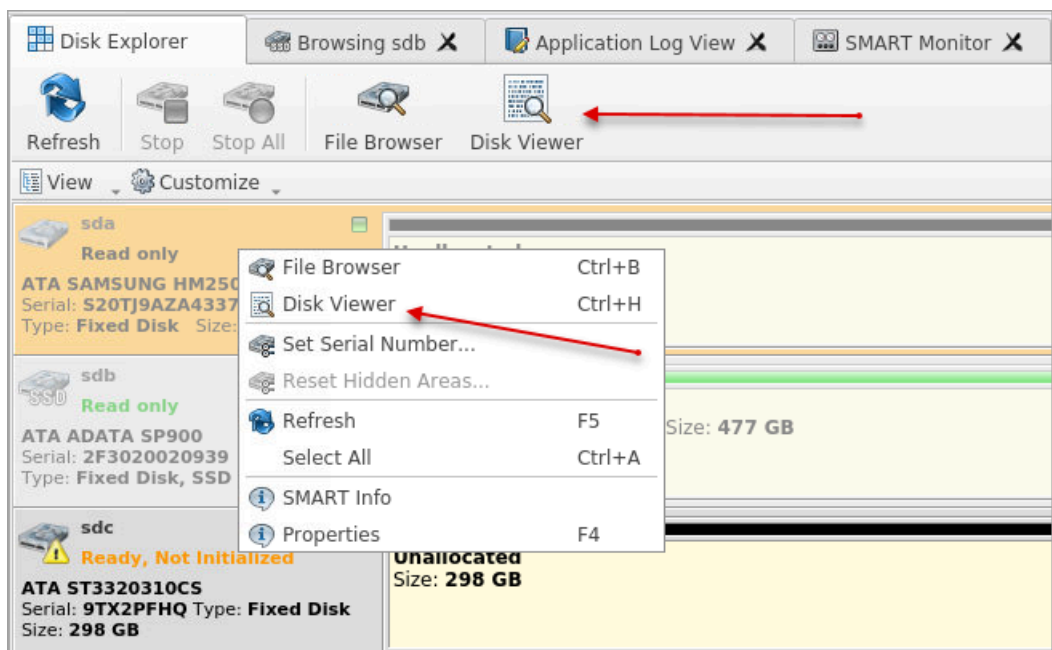 Disk Explorer
Browsing sdb
Application Log View
SMART Monitor
Refresh
Stop
Stop All
File Browser
Disk Viewer
View
Customize
sda
Read only
ATA SAMSUNG HM250
Serial: S20TJ9AZA4337
Type: Fixed Disk Size:
File Browser Ctrl+B
Disk Viewer Ctrl+H
Set Serial Number...
Reset Hidden Areas...
Refresh F5
Select All Ctrl+A
SMART Info
Properties F4
sdb
SSD
Read only
ATA ADATA SP900
Serial: 2F3020020939
Type: Fixed Disk, SSD
Size: 477 GB
sdc
Ready, Not Initialized
ATA ST3320310CS
Serial: 9TX2PFHQ Type: Fixed Disk
Size: 298 GB
Unallocated
Size: 298 GB